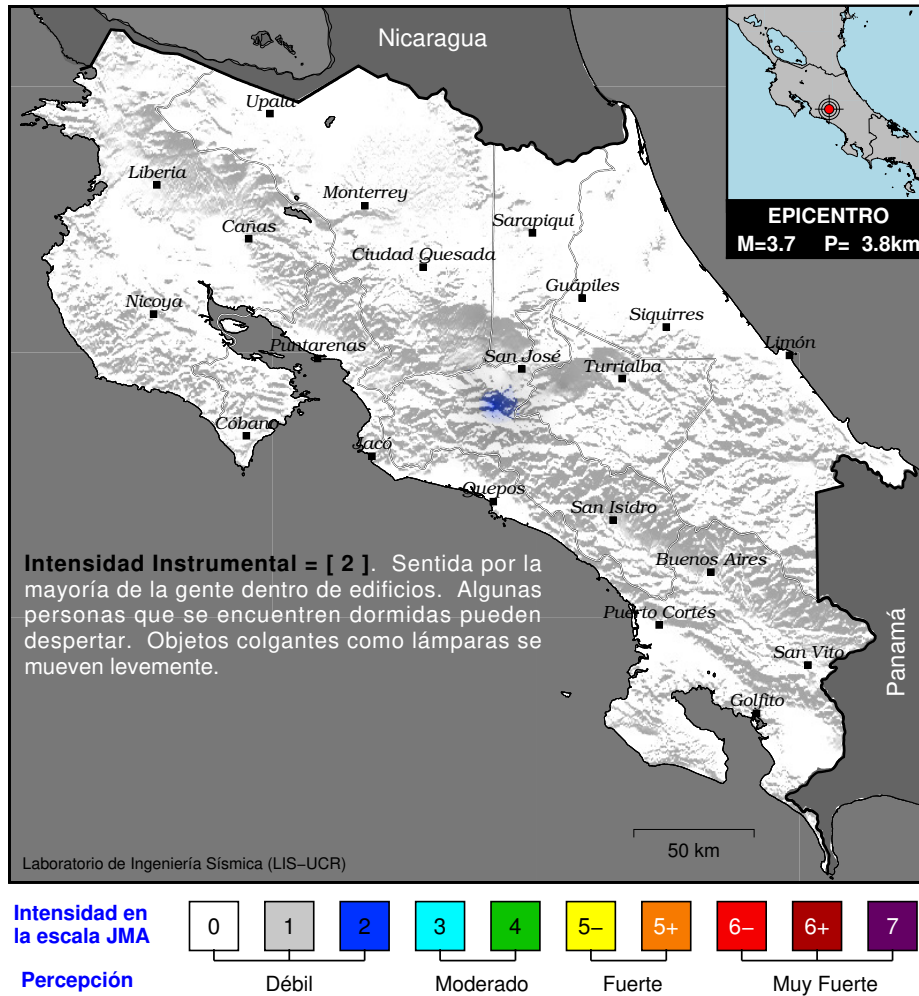 Nicaragua
Upala
Liberia
Monterrey
Cañas
Sarapiquí
Ciudad Quesada
EPICENTRO
M=3.7 P= 3.8km
Nicoya
Guápiles
Siquirres
Puntarenas
San José
Limón
Turrialba
Cóbano
Jacó
Quepos
San Isidro
Buenos Aires
Intensidad Instrumental = [ 2 ]. Sentida por la
mayoría de la gente dentro de edificios. Algunas
personas que se encuentren dormidas pueden
despertar. Objetos colgantes como lámparas se
mueven levemente.
Puerto Cortés
San Vito
Panamá
Golfito
50 km
Laboratorio de Ingeniería Sísmica (LIS−UCR)
Intensidad en
la escala JMA
0 1 2 3 4 5− 5+ 6− 6+ 7
Percepción
Débil Moderado Fuerte Muy Fuerte